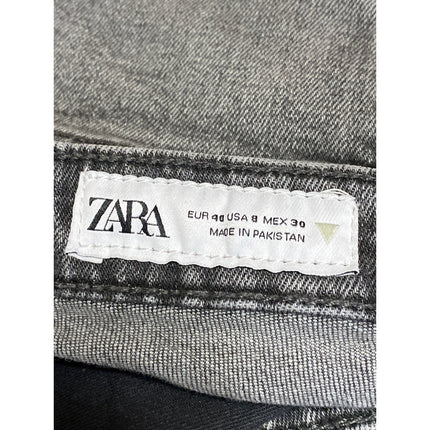 ZARA
EUR 40 USA 8 MEX 30
MADE IN PAKISTAN